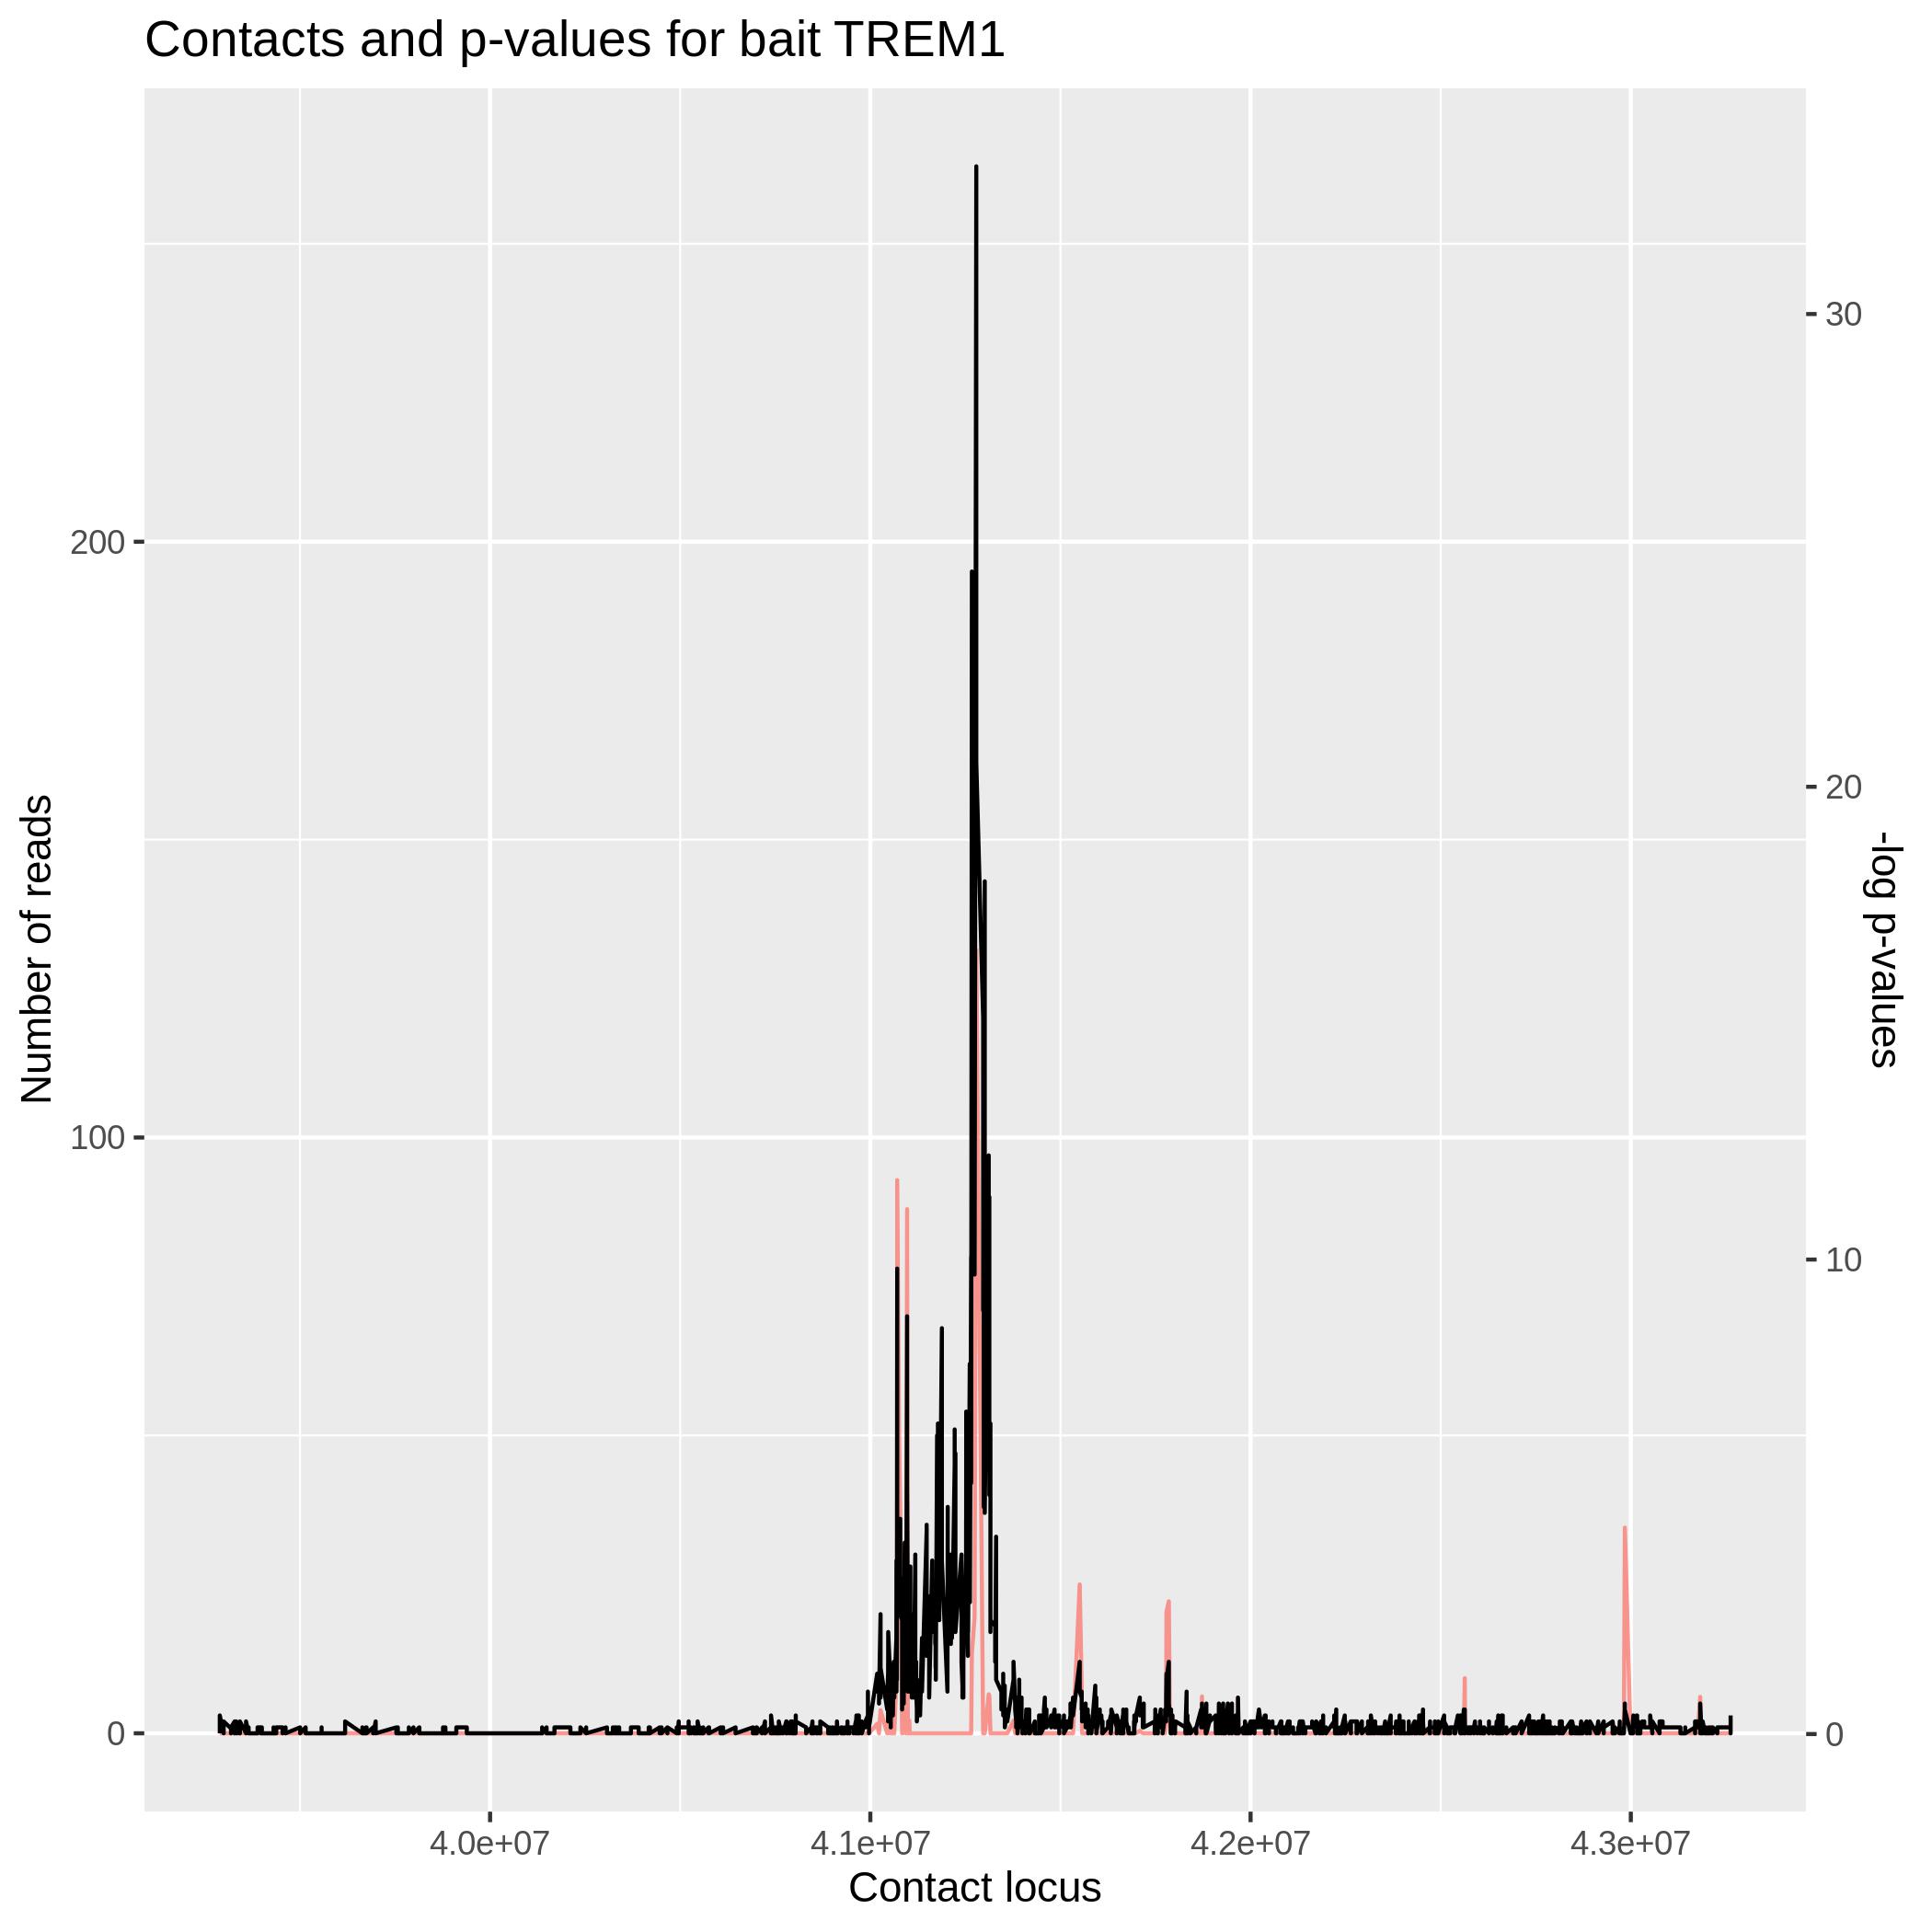 Contacts and p-values for bait TREM1
Number of reads
200
100
0
30
20
10
0
-log p-values
4.0e+07
4.1e+07
4.2e+07
4.3e+07
Contact locus